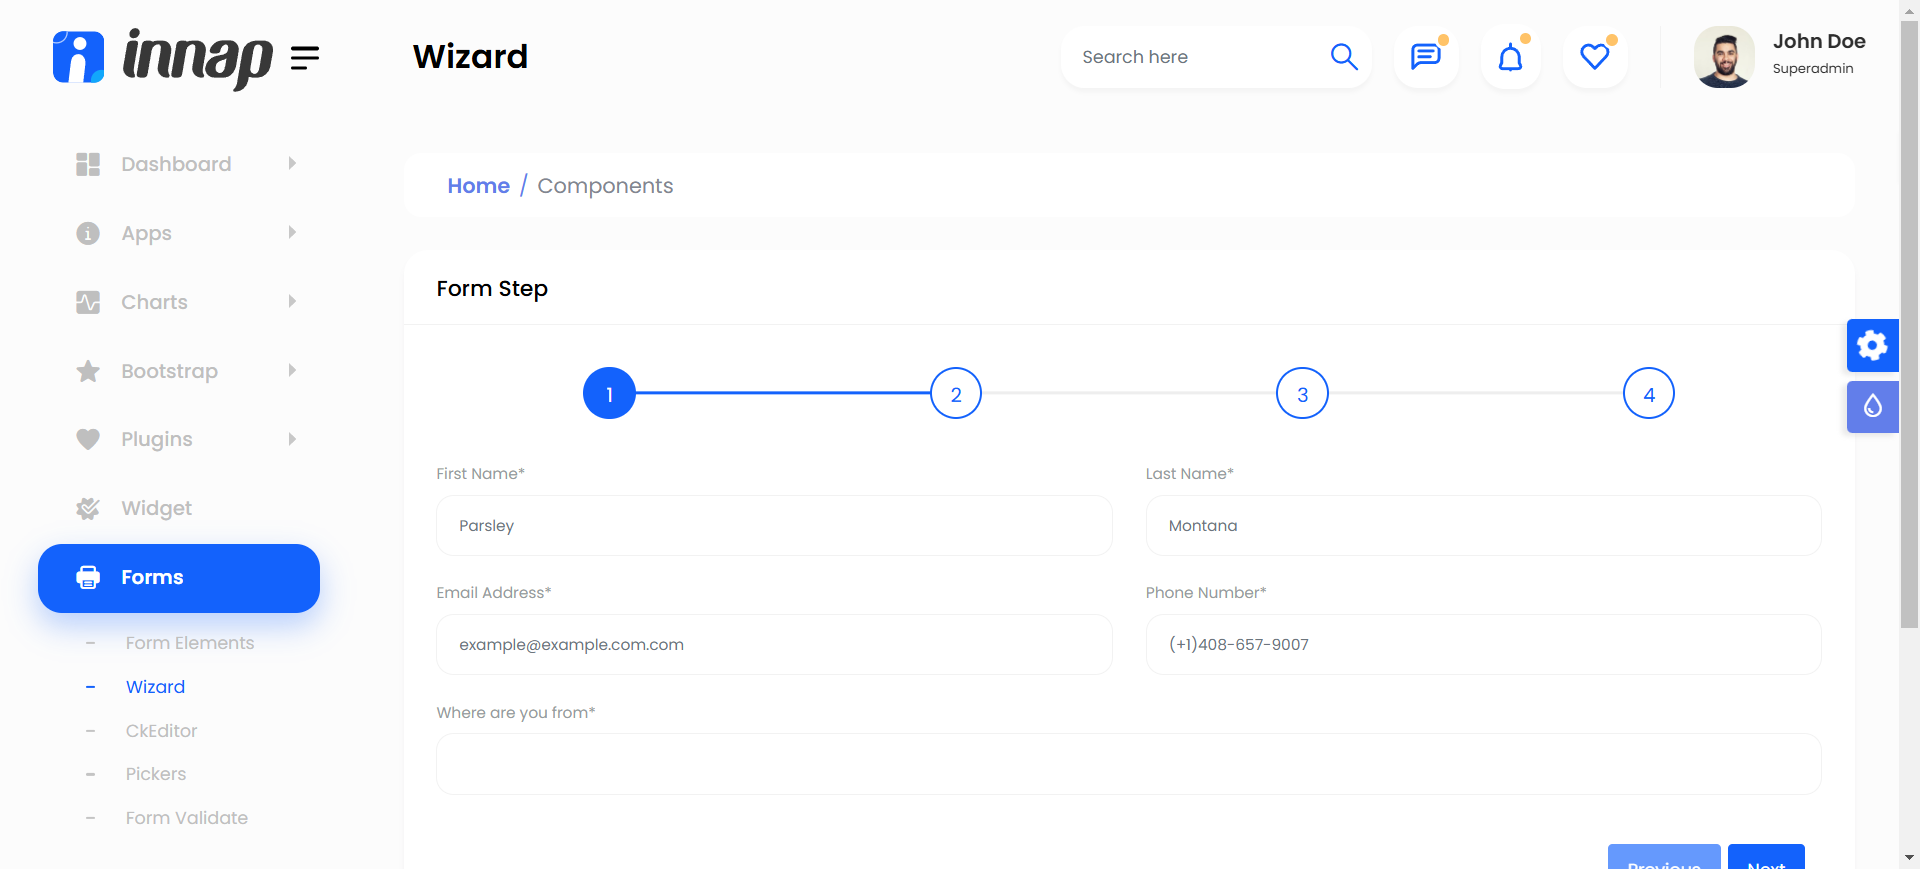 innap
Wizard
Search here
John Doe
Superadmin
Dashboard
Apps
Charts
Bootstrap
Plugins
Widget
Forms
- Form Elements
- Wizard
- CkEditor
- Pickers
- Form Validate
Home / Components
Form Step
1 2 3 4
First Name* Last Name*
Parsley Montana
Email Address* Phone Number*
example@example.com.com (+1)408-657-9007
Where are you from*
Previous Next